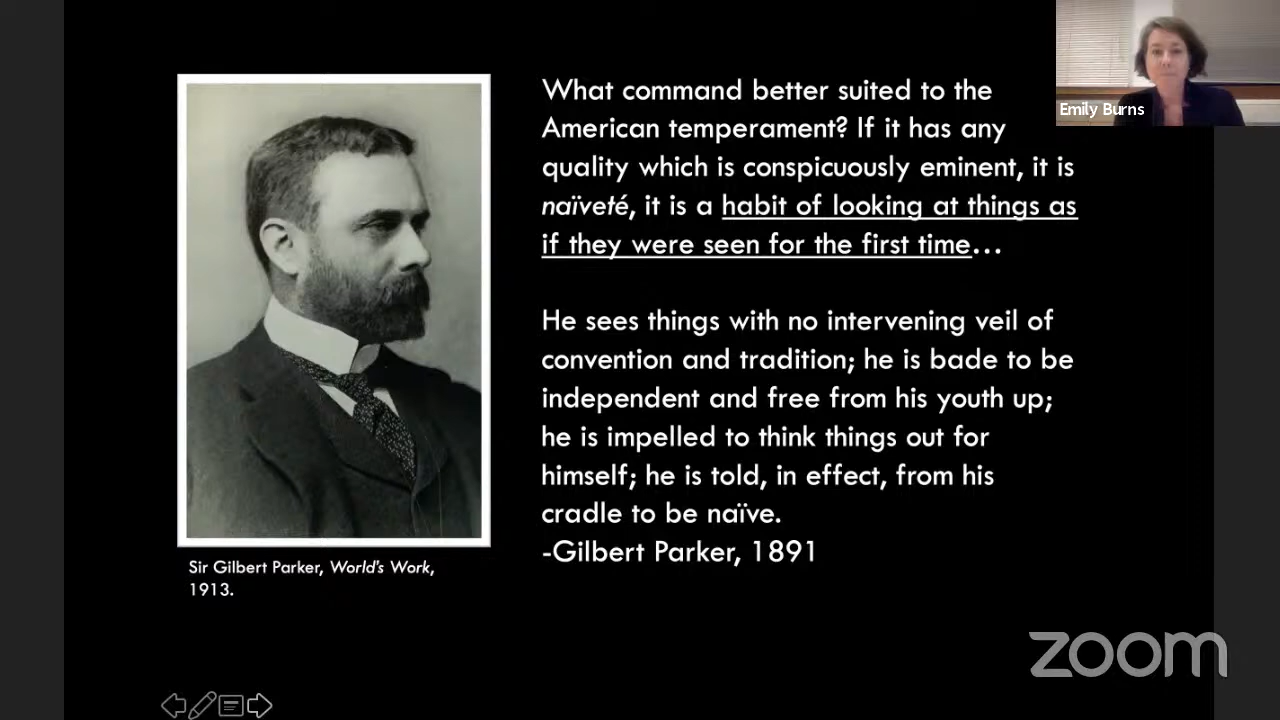 What command better suited to the
American temperament? If it has any
quality which is conspicuously eminent, it is
naïveté, it is a habit of looking at things as
if they were seen for the first time…
He sees things with no intervening veil of
convention and tradition; he is bade to be
independent and free from his youth up;
he is impelled to think things out for
himself; he is told, in effect, from his
cradle to be naïve.
-Gilbert Parker, 1891
Sir Gilbert Parker, World's Work,
1913.
Emily Burns
zoom